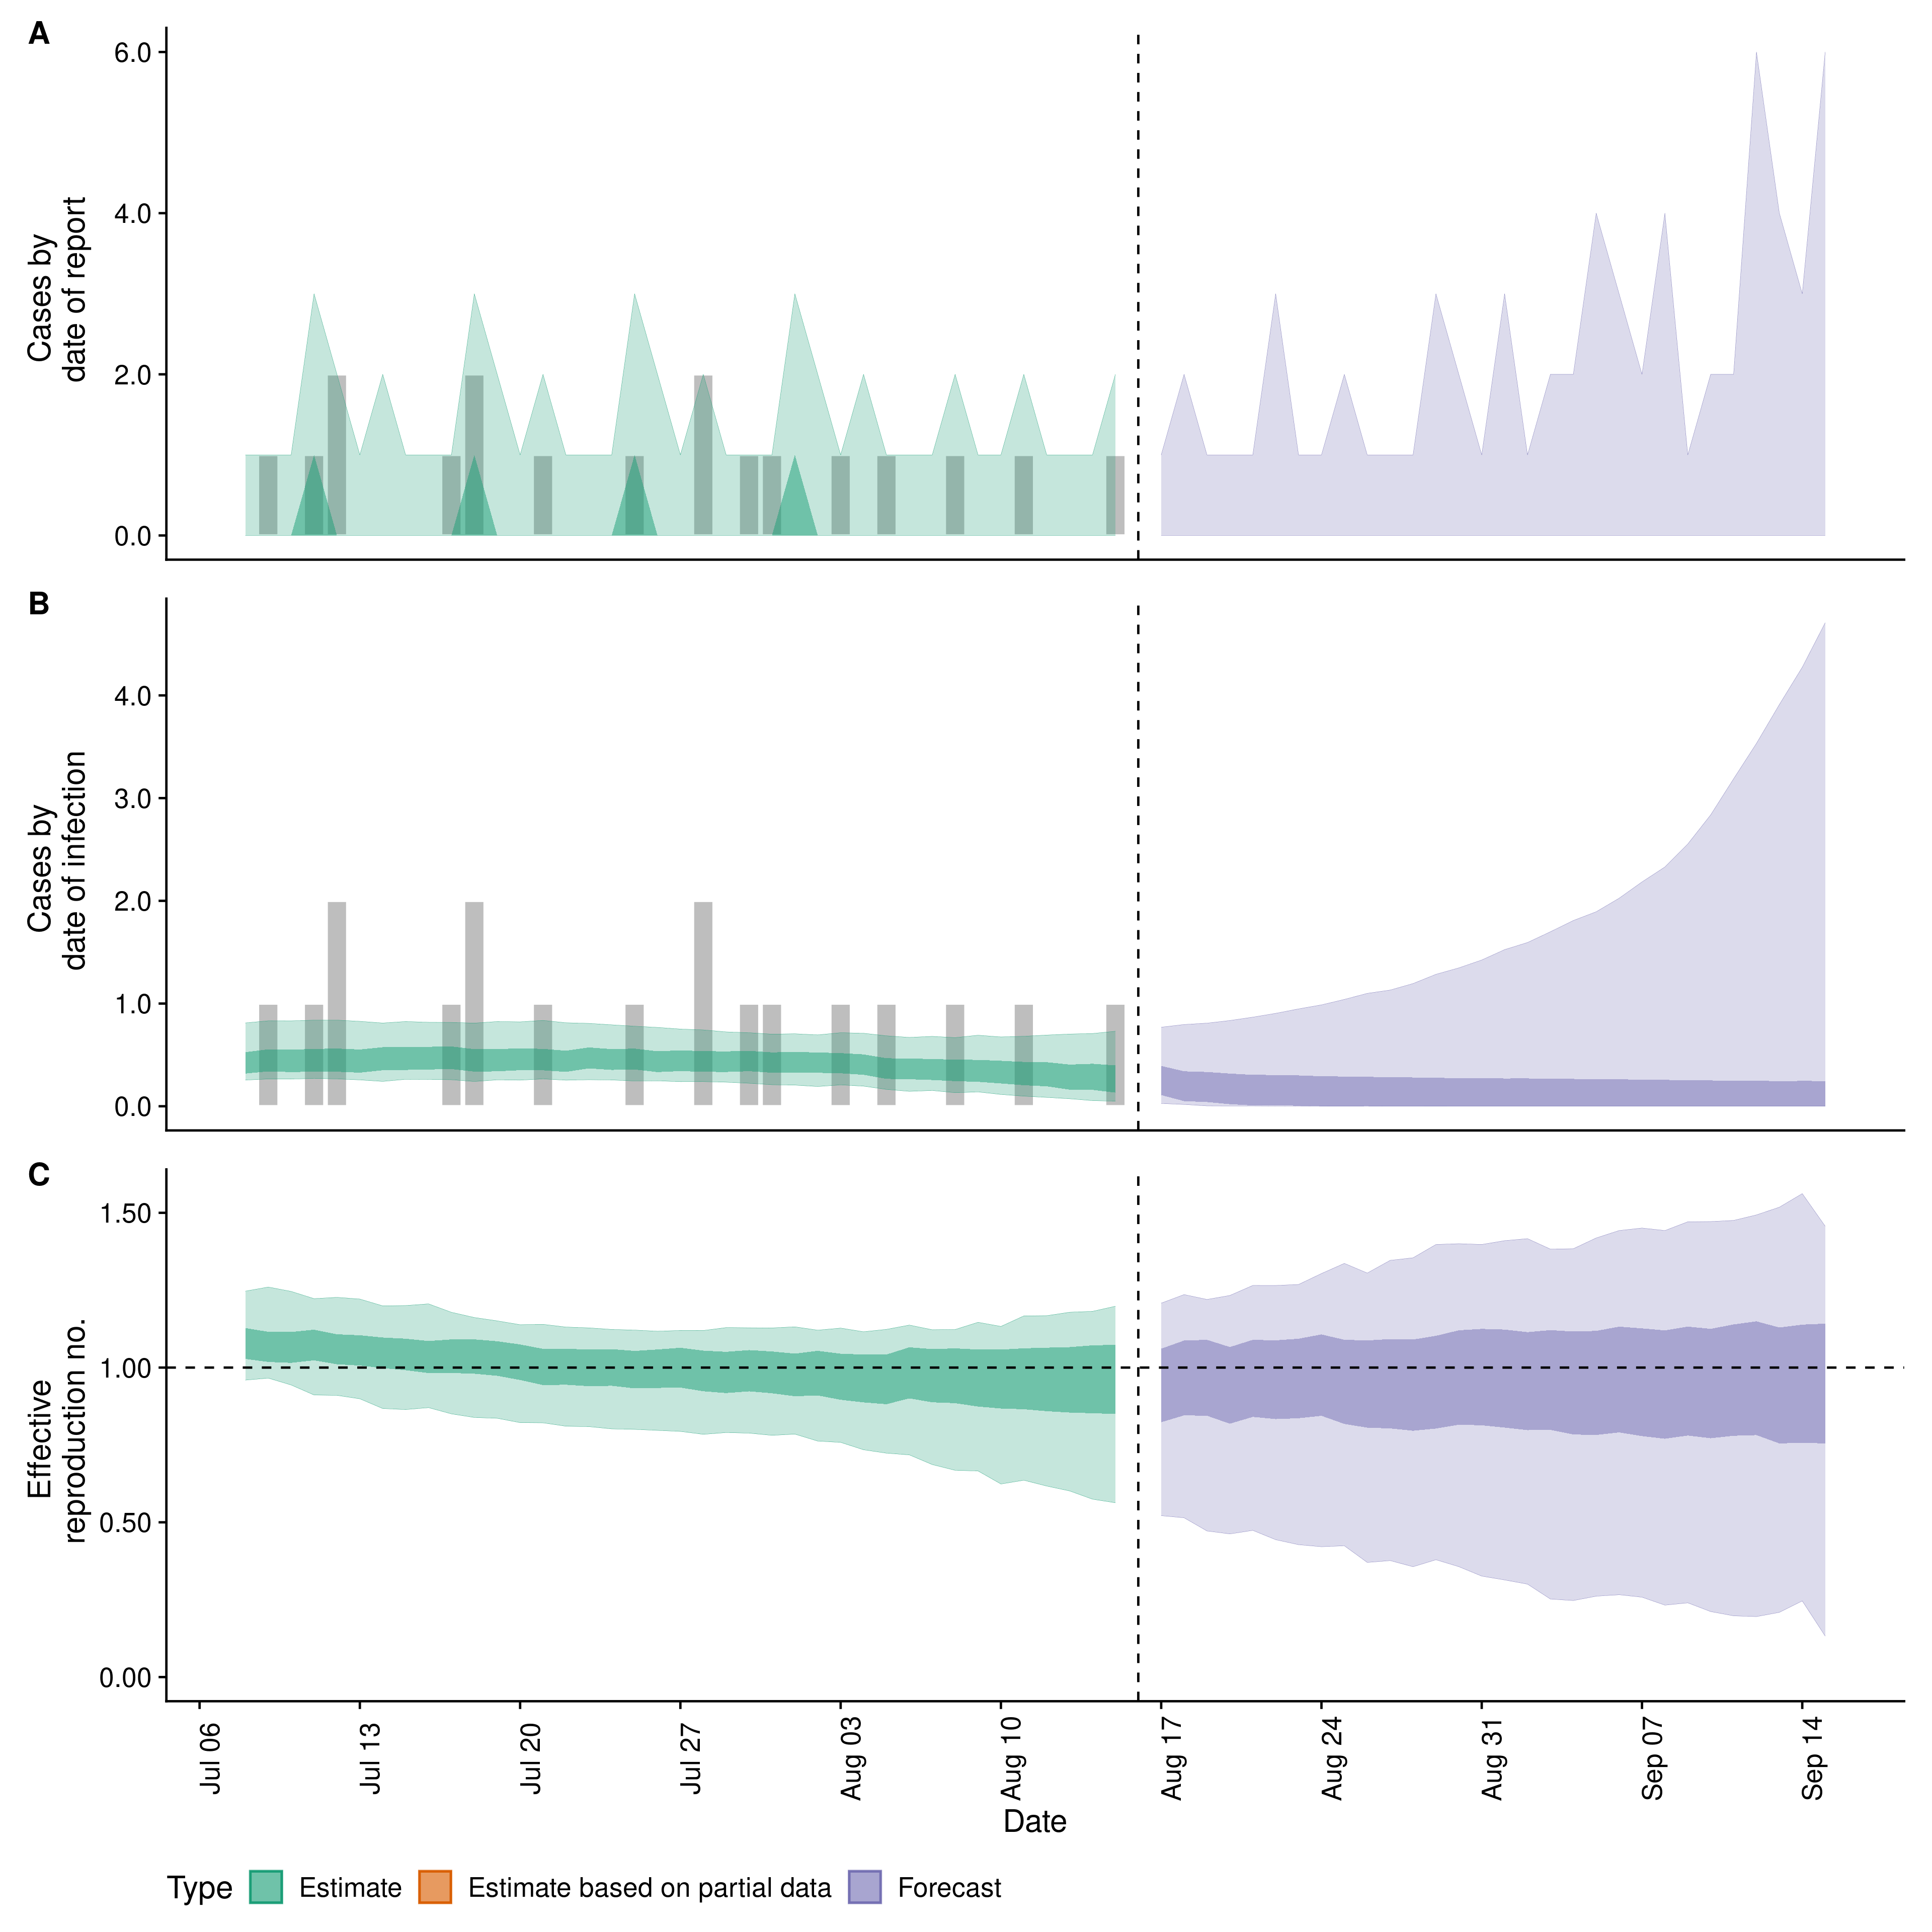 A
Cases by
date of report
6.0
4.0
2.0
0.0
B
Cases by
date of infection
4.0
3.0
2.0
1.0
0.0
C
Effective
reproduction no.
1.50
1.00
0.50
0.00
Jul 06
Jul 13
Jul 20
Jul 27
Aug 03
Aug 10
Aug 17
Aug 24
Aug 31
Sep 07
Sep 14
Date
Type Estimate Estimate based on partial data Forecast